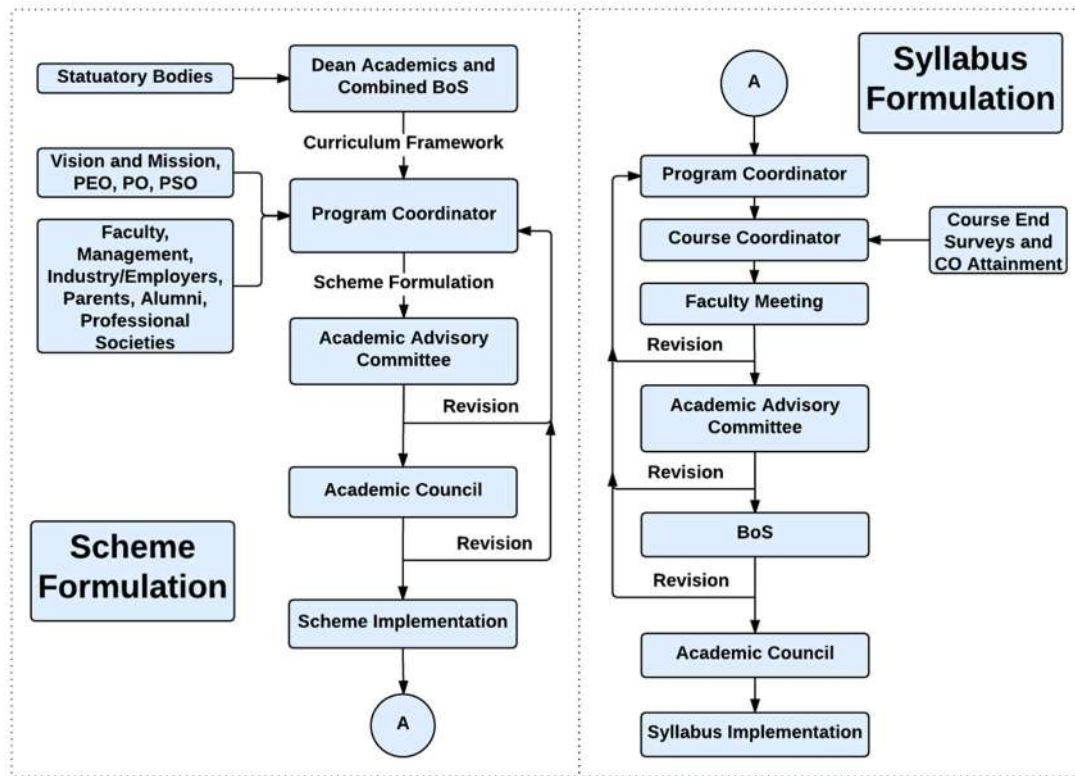 Statuatory Bodies
Dean Academics and
Combined BoS
Curriculum Framework
Vision and Mission,
PEO, PO, PSO
Program Coordinator
Faculty,
Management,
Industry/Employers,
Parents, Alumni,
Professional
Societies
Scheme Formulation
Academic Advisory
Committee
Revision
Academic Council
Revision
Scheme
Formulation
Scheme Implementation
A
Syllabus
Formulation
A
Program Coordinator
Course Coordinator
Course End
Surveys and
CO Attainment
Faculty Meeting
Revision
Academic Advisory
Committee
Revision
BoS
Revision
Academic Council
Syllabus Implementation